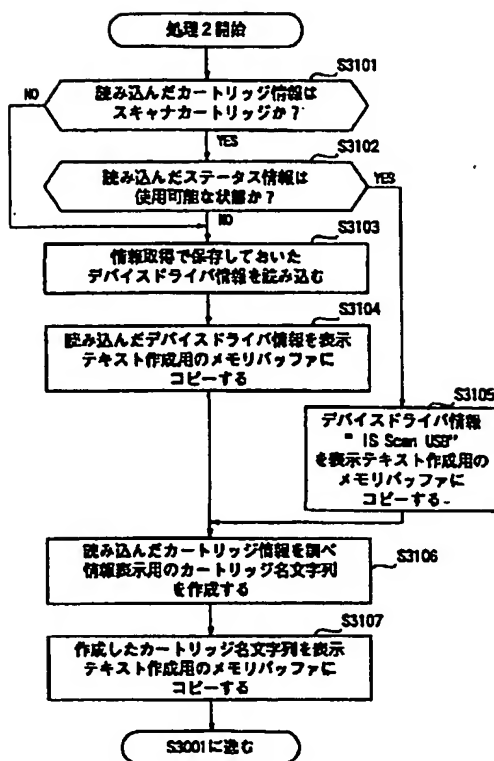 処理2開始
S3101
読み込んだカートリッジ情報は
スキャナカートリッジか?
NO
YES
S3102
読み込んだステータス情報は
使用可能な状態か?
YES
NO
S3103
情報取得で保存しておいた
デバイスドライバ情報を読み込む
S3104
読み込んだデバイスドライバ情報を表示
テキスト作成用のメモリバッファに
コピーする
S3105
デバイスドライバ情報
" IS Scan USB"
を表示テキスト作成用の
メモリバッファに
コピーする
読み込んだカートリッジ情報を調べ
情報表示用のカートリッジ名文字列
を作成する
S3106
S3107
作成したカートリッジ名文字列を表示
テキスト作成用のメモリバッファに
コピーする
S3001に進む